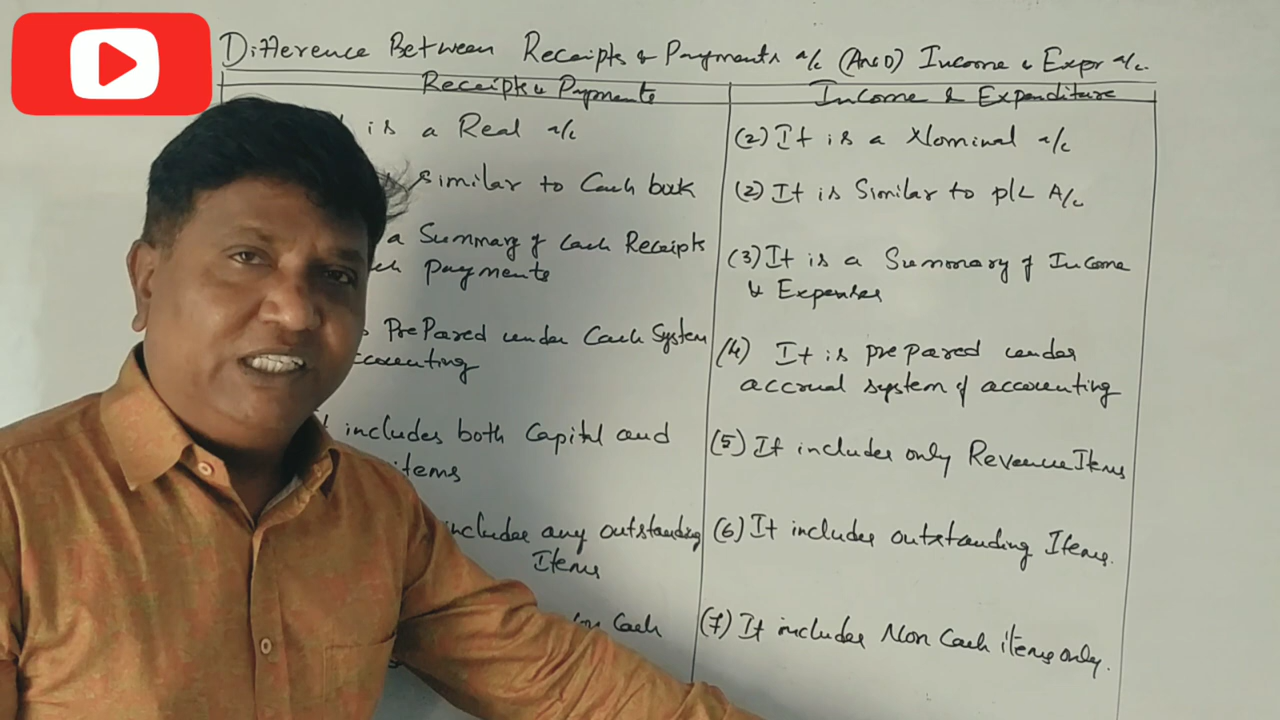 Difference Between Receipts & Payments a/c (AND) Income & Expr a/c.
Receipts & Payments
Income & Expenditure
is a Real a/c
similar to Cash book
a Summary of Cash Receipts
payments
PrePared under Cash System
includes both Capital and
items
includes any outstanding
Items
Cash
(2) It is a Nominal a/c
(2) It is Similar to p/L A/c
(3) It is a Summary of Income
& Expenses
(4) It is prepared under
accrual system of accounting
(5) It includes only Revenue Items
(6) It includes outstanding Items.
(7) It includes Non Cash items only.